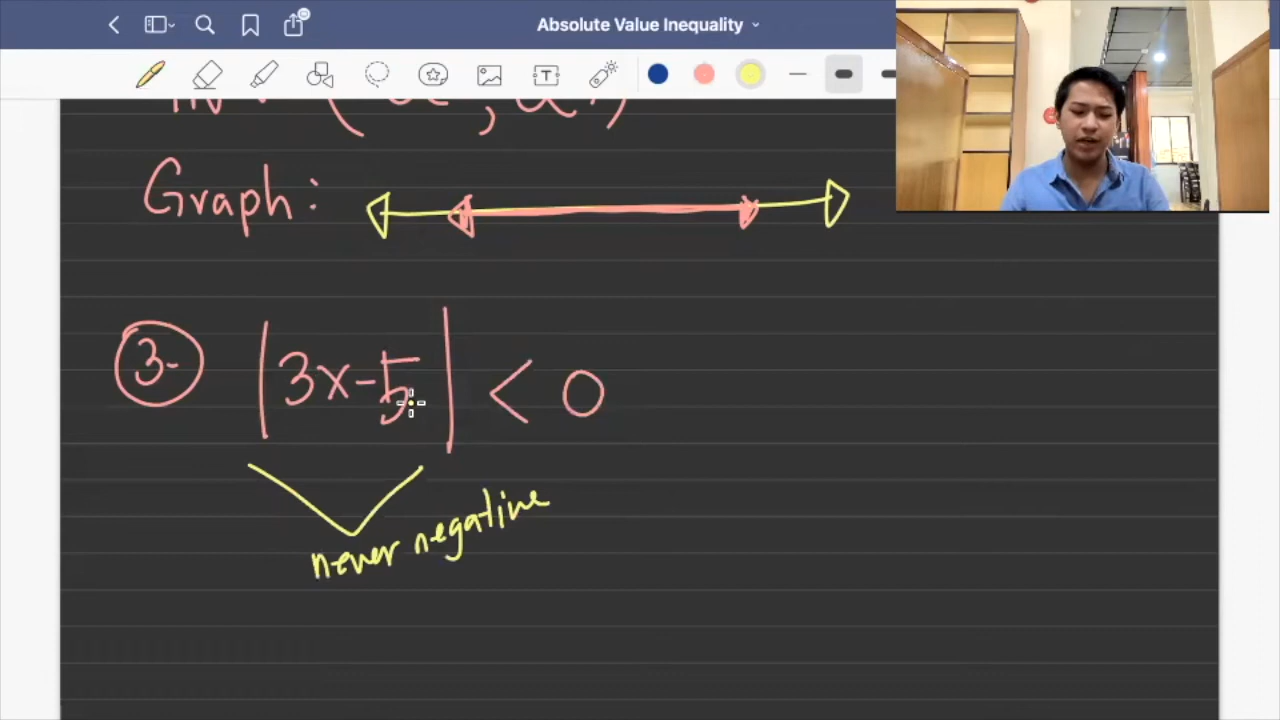 Absolute Value Inequality
Graph:
3. |3x-5| < 0
never negative